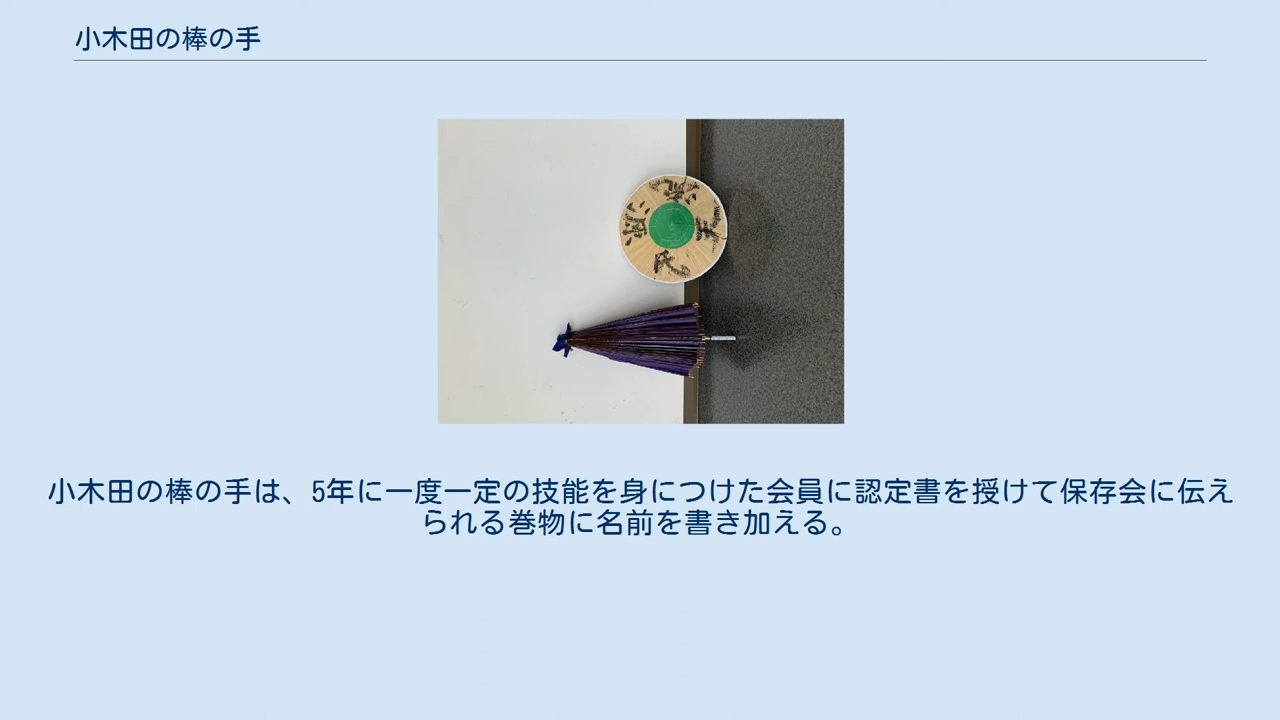 小木田の棒の手
小木田の棒の手は、5年に一度一定の技能を身につけた会員に認定書を授けて保存会に伝え
られる巻物に名前を書き加える。